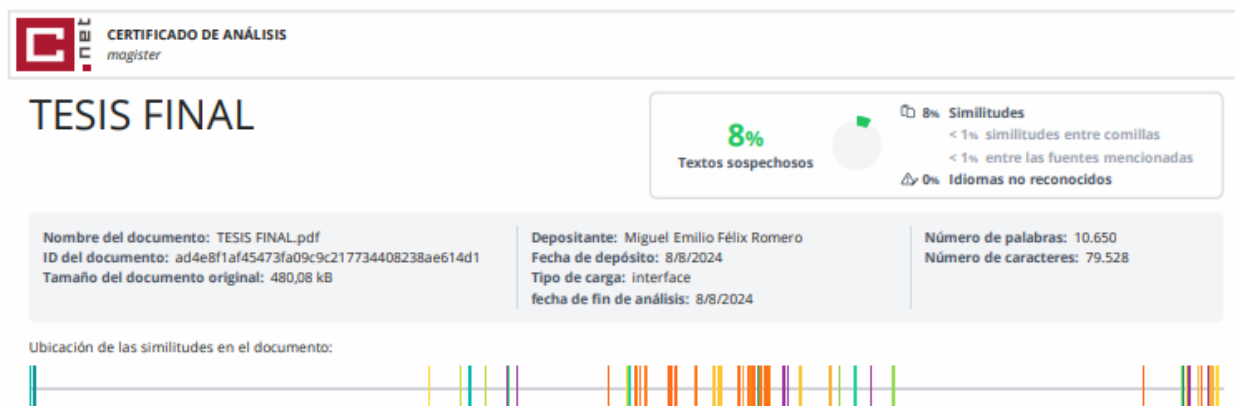 C
.net
CERTIFICADO DE ANÁLISIS
magister
TESIS FINAL
8%
Textos sospechosos
8% Similitudes
< 1% similitudes entre comillas
< 1% entre las fuentes mencionadas
0% Idiomas no reconocidos
Nombre del documento: TESIS FINAL.pdf
ID del documento: ad4e8f1af45473fa09c9c217734408238ae614d1
Tamaño del documento original: 480,08 kB
Depositante: Miguel Emilio Félix Romero
Fecha de depósito: 8/8/2024
Tipo de carga: interface
fecha de fin de análisis: 8/8/2024
Número de palabras: 10.650
Número de caracteres: 79.528
Ubicación de las similitudes en el documento: